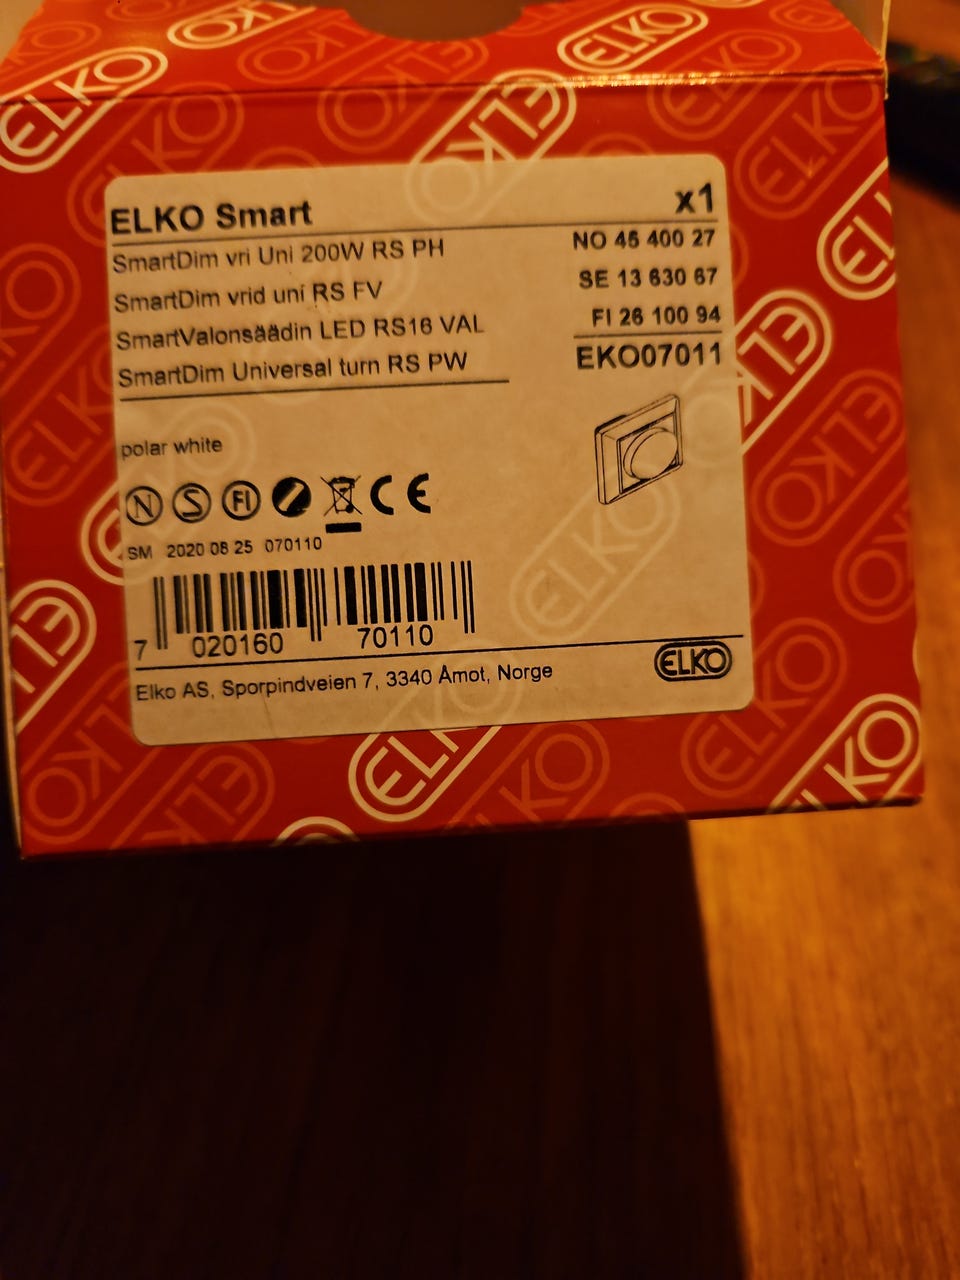 ELKO Smart x1
SmartDim vri Uni 200W RS PH NO 45 400 27
SmartDim vrid uni RS FV SE 13 630 67
SmartValonsäädin LED RS16 VAL FI 26 100 94
SmartDim Universal turn RS PW EKO07011
polar white
N S FI CE
SM 2020 08 25 070110
7 020160 70110
Elko AS, Sporpindveien 7, 3340 Åmot, Norge
ELKO